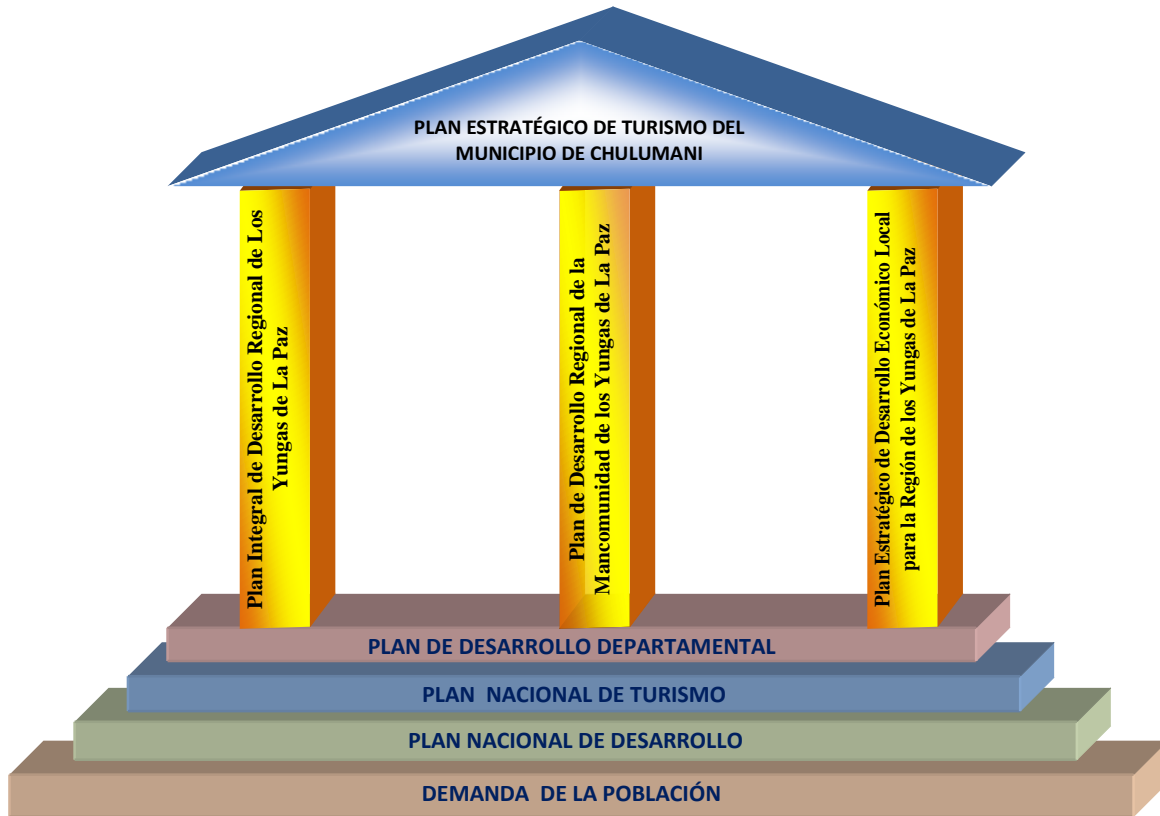 PLAN ESTRATÉGICO DE TURISMO DEL
MUNICIPIO DE CHULUMANI
Plan Integral de Desarrollo Regional de Los
Yungas de La Paz
Plan de Desarrollo Regional de la
Mancomunidad de los Yungas de La Paz
Plan Estratégico de Desarrollo Económico Local
para la Región de los Yungas de La Paz
PLAN DE DESARROLLO DEPARTAMENTAL
PLAN NACIONAL DE TURISMO
PLAN NACIONAL DE DESARROLLO
DEMANDA DE LA POBLACIÓN